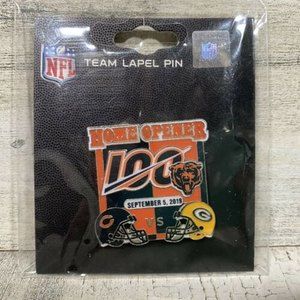 NFL TEAM LAPEL PIN
HOME OPENER
100
SEPTEMBER 5, 2019
C VS G